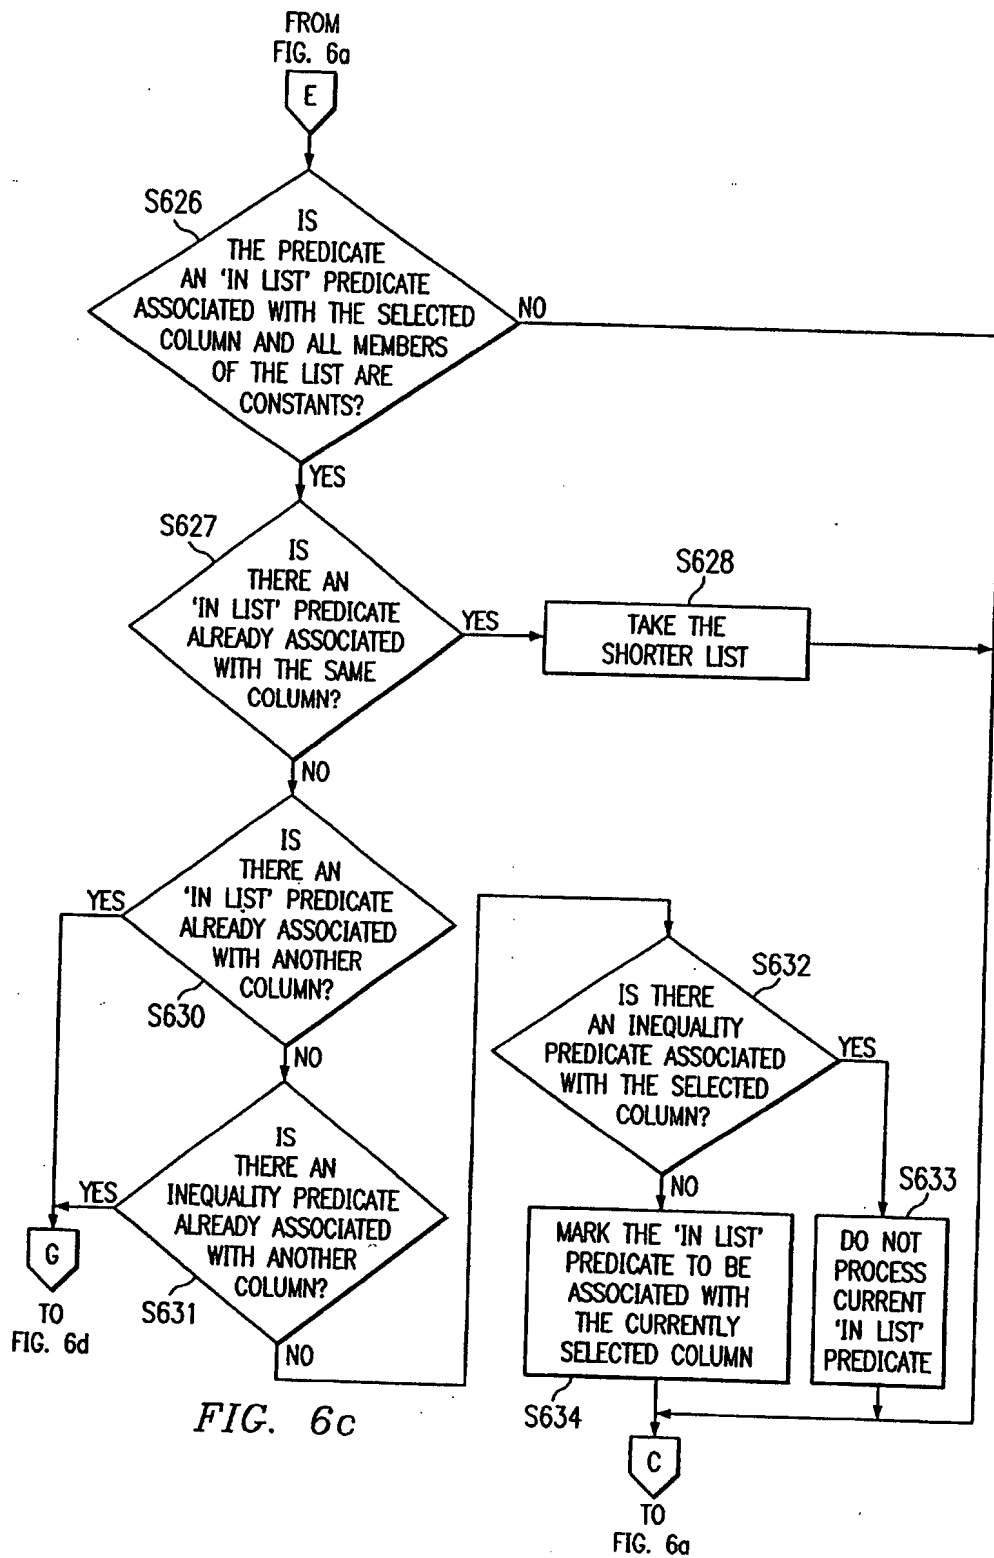 FROM
FIG. 6a
E
S626
IS
THE PREDICATE
AN 'IN LIST' PREDICATE
ASSOCIATED WITH THE SELECTED
COLUMN AND ALL MEMBERS
OF THE LIST ARE
CONSTANTS?
NO
YES
S627
IS
THERE AN
'IN LIST' PREDICATE
ALREADY ASSOCIATED
WITH THE SAME
COLUMN?
YES
S628
TAKE THE
SHORTER LIST
NO
IS
THERE AN
'IN LIST' PREDICATE
ALREADY ASSOCIATED
WITH ANOTHER
COLUMN?
YES
S630
NO
IS
THERE AN
INEQUALITY PREDICATE
ALREADY ASSOCIATED
WITH ANOTHER
COLUMN?
YES
S631
NO
G
TO
FIG. 6d
S632
IS THERE
AN INEQUALITY
PREDICATE ASSOCIATED
WITH THE SELECTED
COLUMN?
YES
NO
S633
DO NOT
PROCESS
CURRENT
'IN LIST'
PREDICATE
MARK THE 'IN LIST'
PREDICATE TO BE
ASSOCIATED WITH
THE CURRENTLY
SELECTED COLUMN
S634
C
TO
FIG. 6a
FIG. 6c